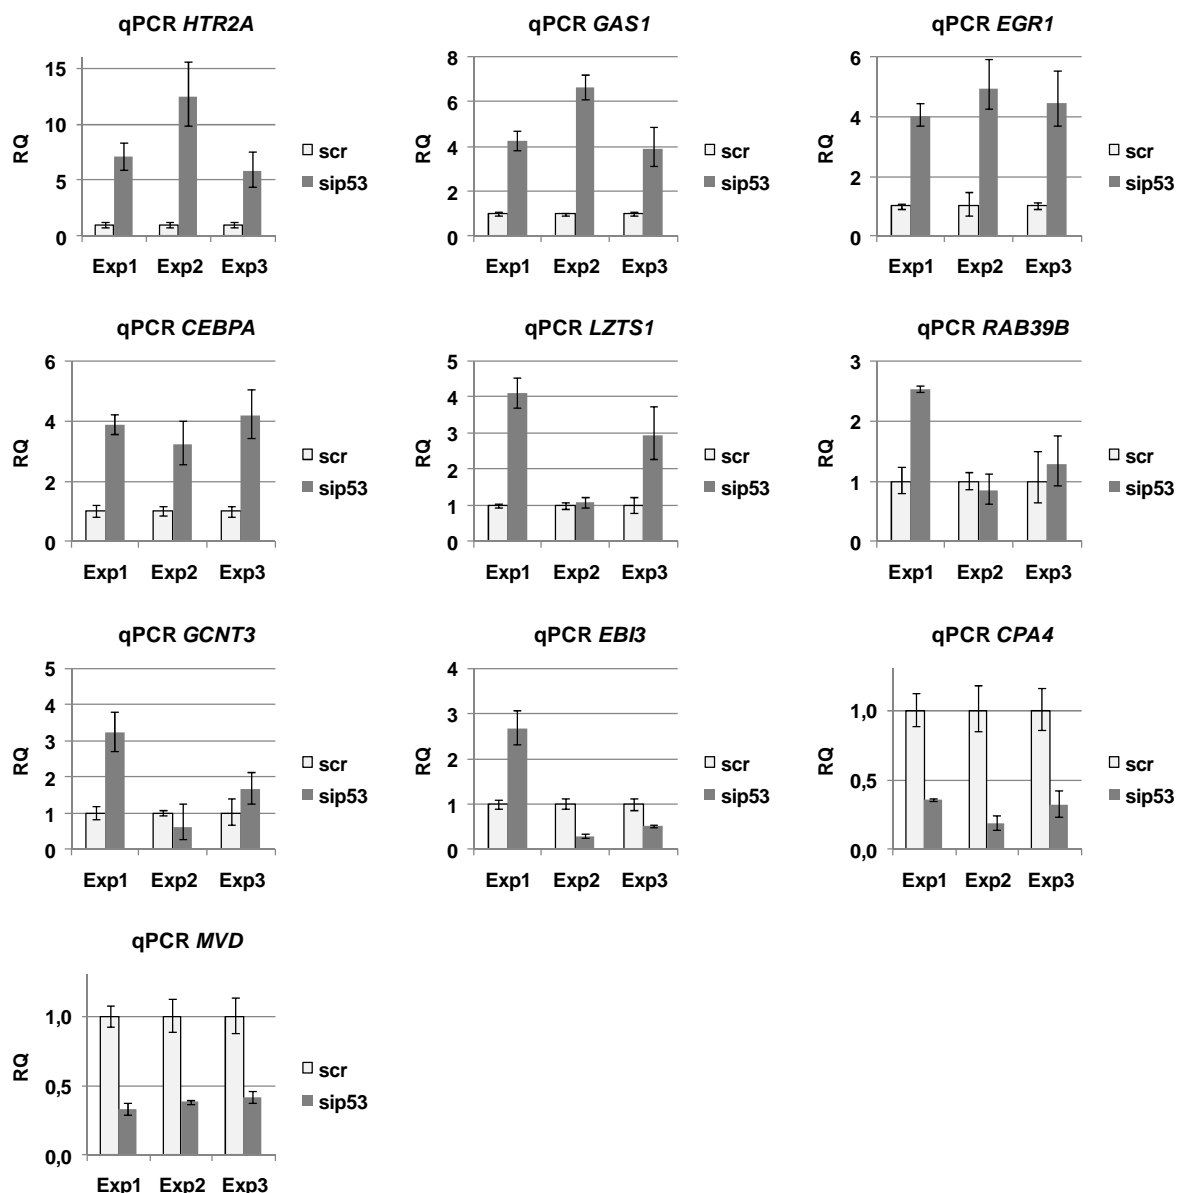 qPCR HTR2A
15
10
5
0
RQ
Exp1 Exp2 Exp3
scr
sip53
qPCR GAS1
8
6
4
2
0
RQ
Exp1 Exp2 Exp3
scr
sip53
qPCR EGR1
6
4
2
0
RQ
Exp1 Exp2 Exp3
scr
sip53
qPCR CEBPA
6
4
2
0
RQ
Exp1 Exp2 Exp3
scr
sip53
qPCR LZTS1
5
4
3
2
1
0
RQ
Exp1 Exp2 Exp3
scr
sip53
qPCR RAB39B
3
2
1
0
RQ
Exp1 Exp2 Exp3
scr
sip53
qPCR GCNT3
5
4
3
2
1
0
RQ
Exp1 Exp2 Exp3
scr
sip53
qPCR EBI3
4
3
2
1
0
RQ
Exp1 Exp2 Exp3
scr
sip53
qPCR CPA4
1,0
0,5
0,0
RQ
Exp1 Exp2 Exp3
scr
sip53
qPCR MVD
1,0
0,5
0,0
RQ
Exp1 Exp2 Exp3
scr
sip53